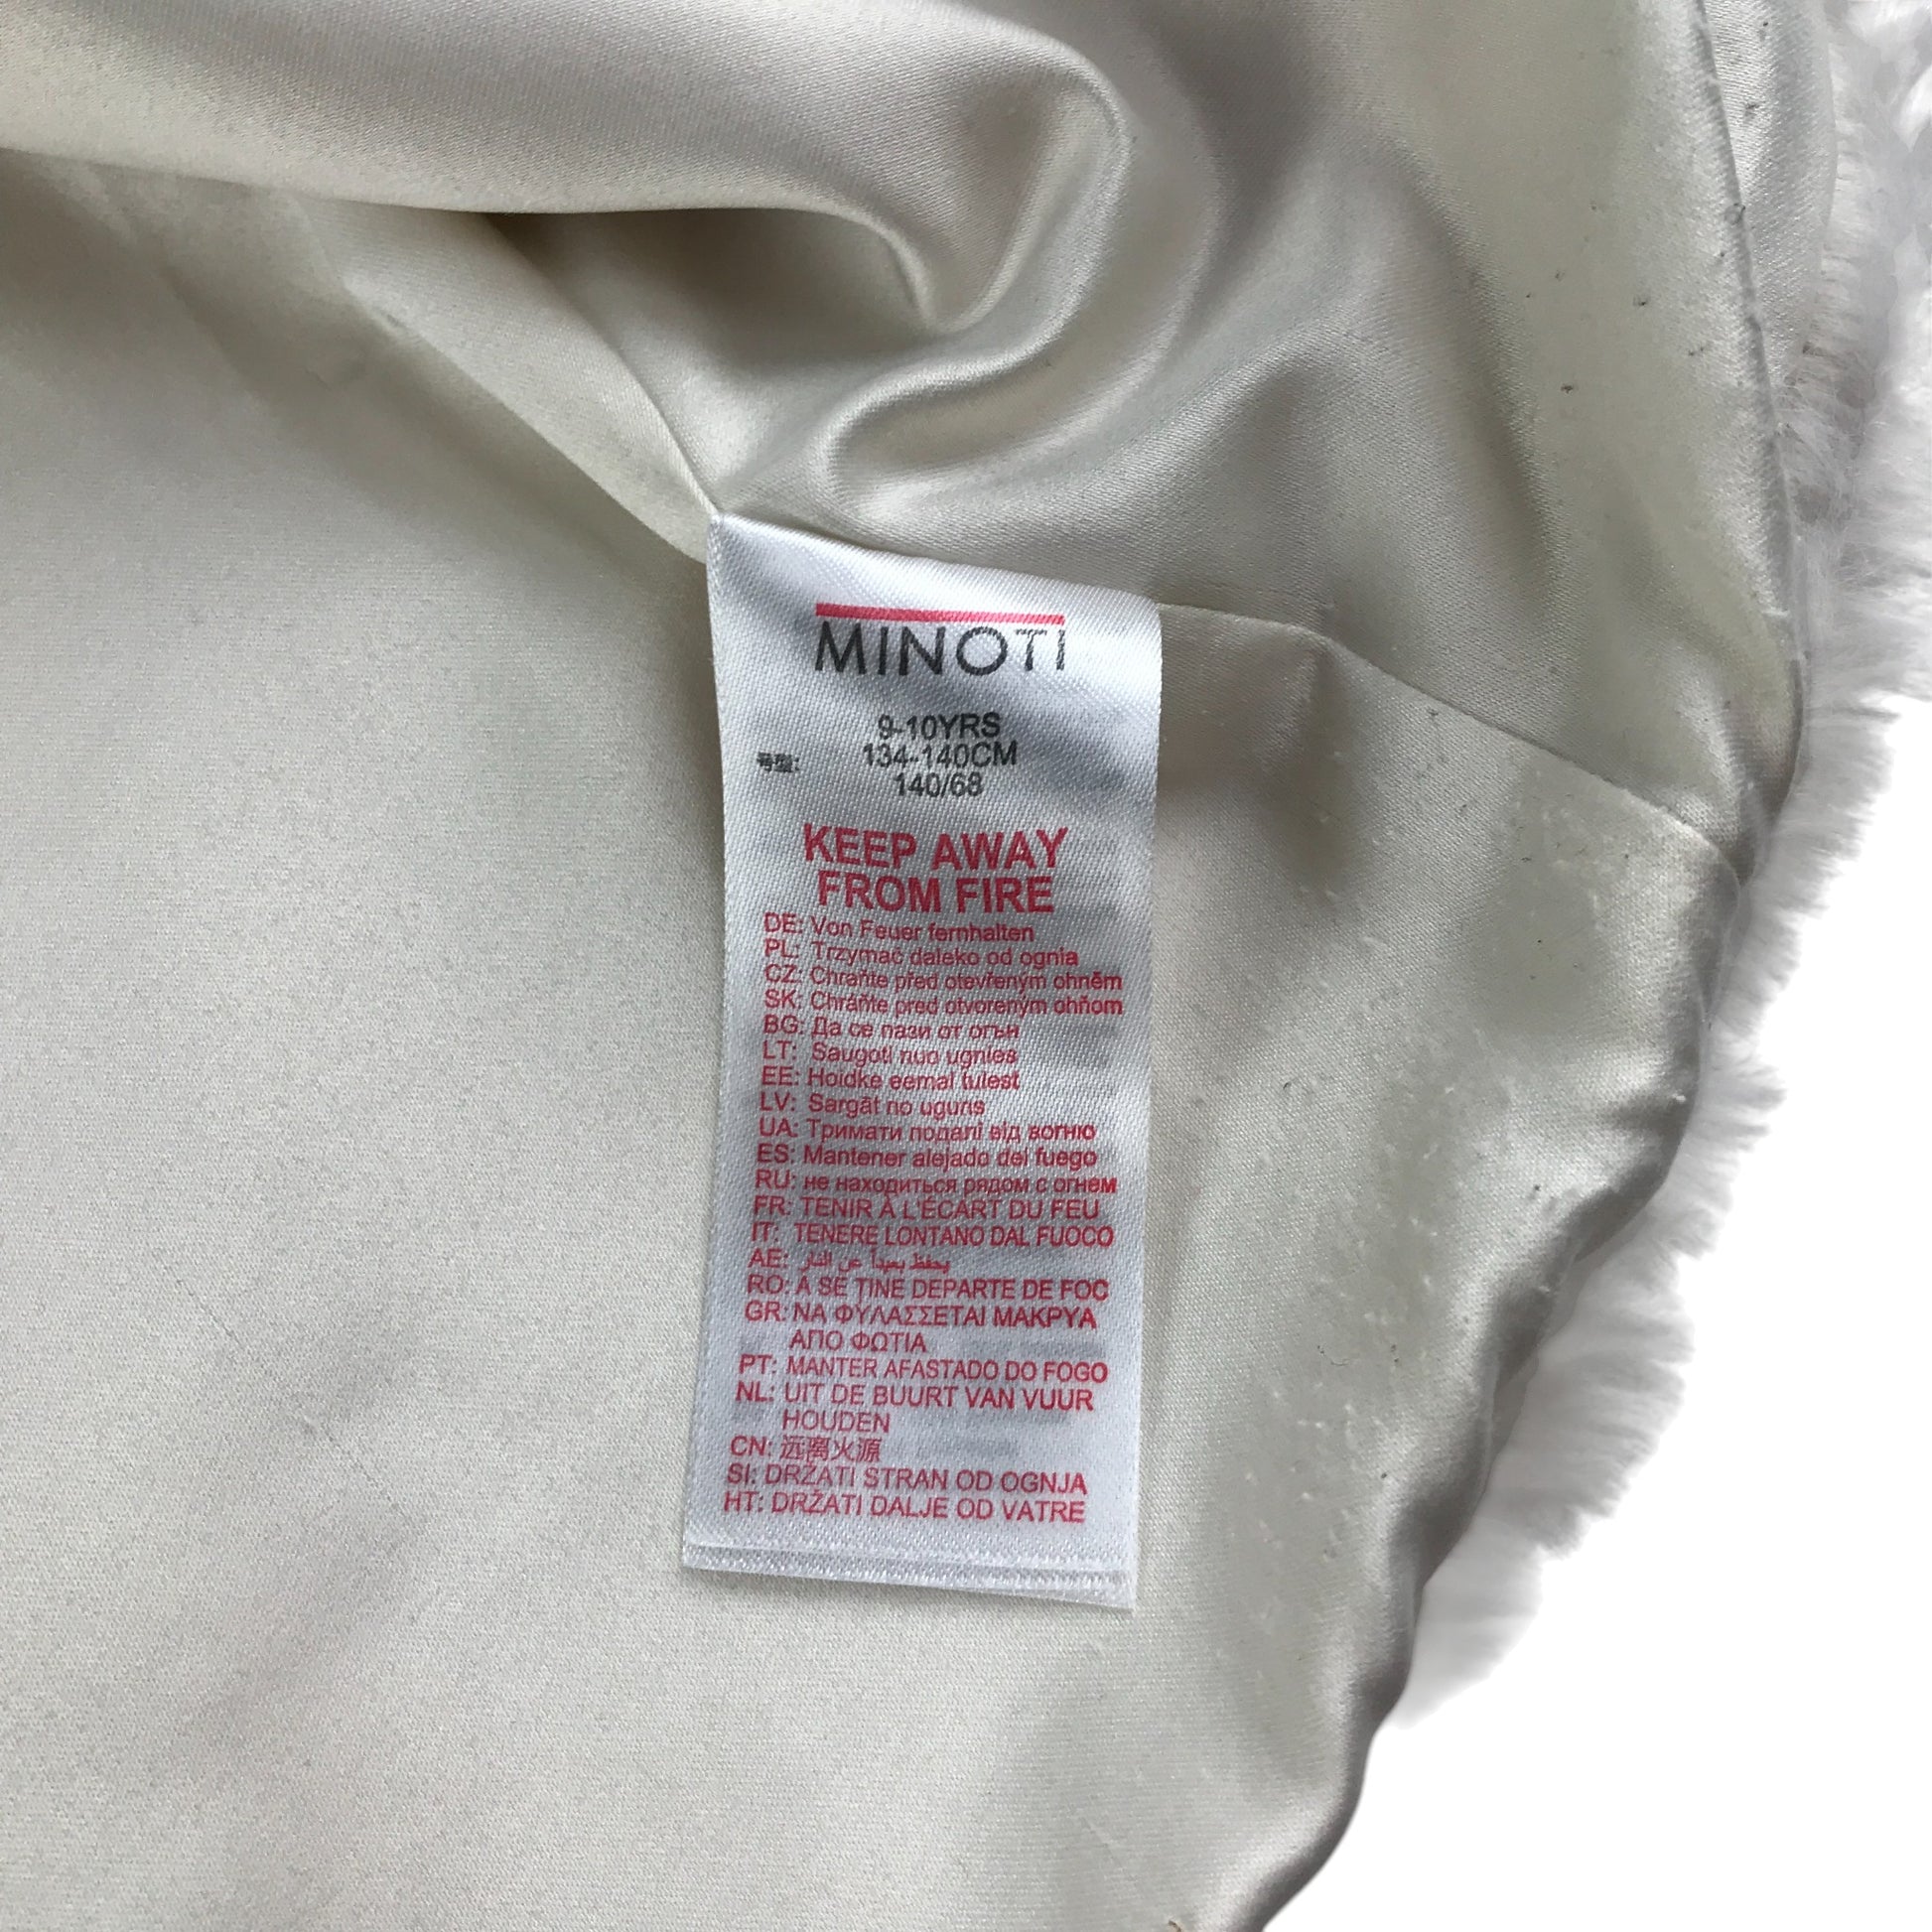 MINOTI
9-10YRS
号型: 134-140CM
140/68
KEEP AWAY
FROM FIRE
DE: Von Feuer fernhalten
PL: Trzymać daleko od ognia
CZ: Chraňte před otevřeným ohněm
SK: Chráňte pred otvoreným ohňom
BG: Да се пази от огън
LT: Saugoti nuo ugnies
EE: Hoidke eemal tulest
LV: Sargāt no uguns
UA: Тримати подалі від вогню
ES: Mantener alejado del fuego
RU: не находиться рядом с огнем
FR: TENIR À L'ÉCART DU FEU
IT: TENERE LONTANO DAL FUOCO
AE: يحفظ بعيداً عن النار
RO: A SE ŢINE DEPARTE DE FOC
GR: ΝΑ ΦΥΛΑΣΣΕΤΑΙ ΜΑΚΡΥΑ
ΑΠΟ ΦΩΤΙΑ
PT: MANTER AFASTADO DO FOGO
NL: UIT DE BUURT VAN VUUR
HOUDEN
CN: 远离火源
SI: DRŽATI STRAN OD OGNJA
HT: DRŽATI DALJE OD VATRE